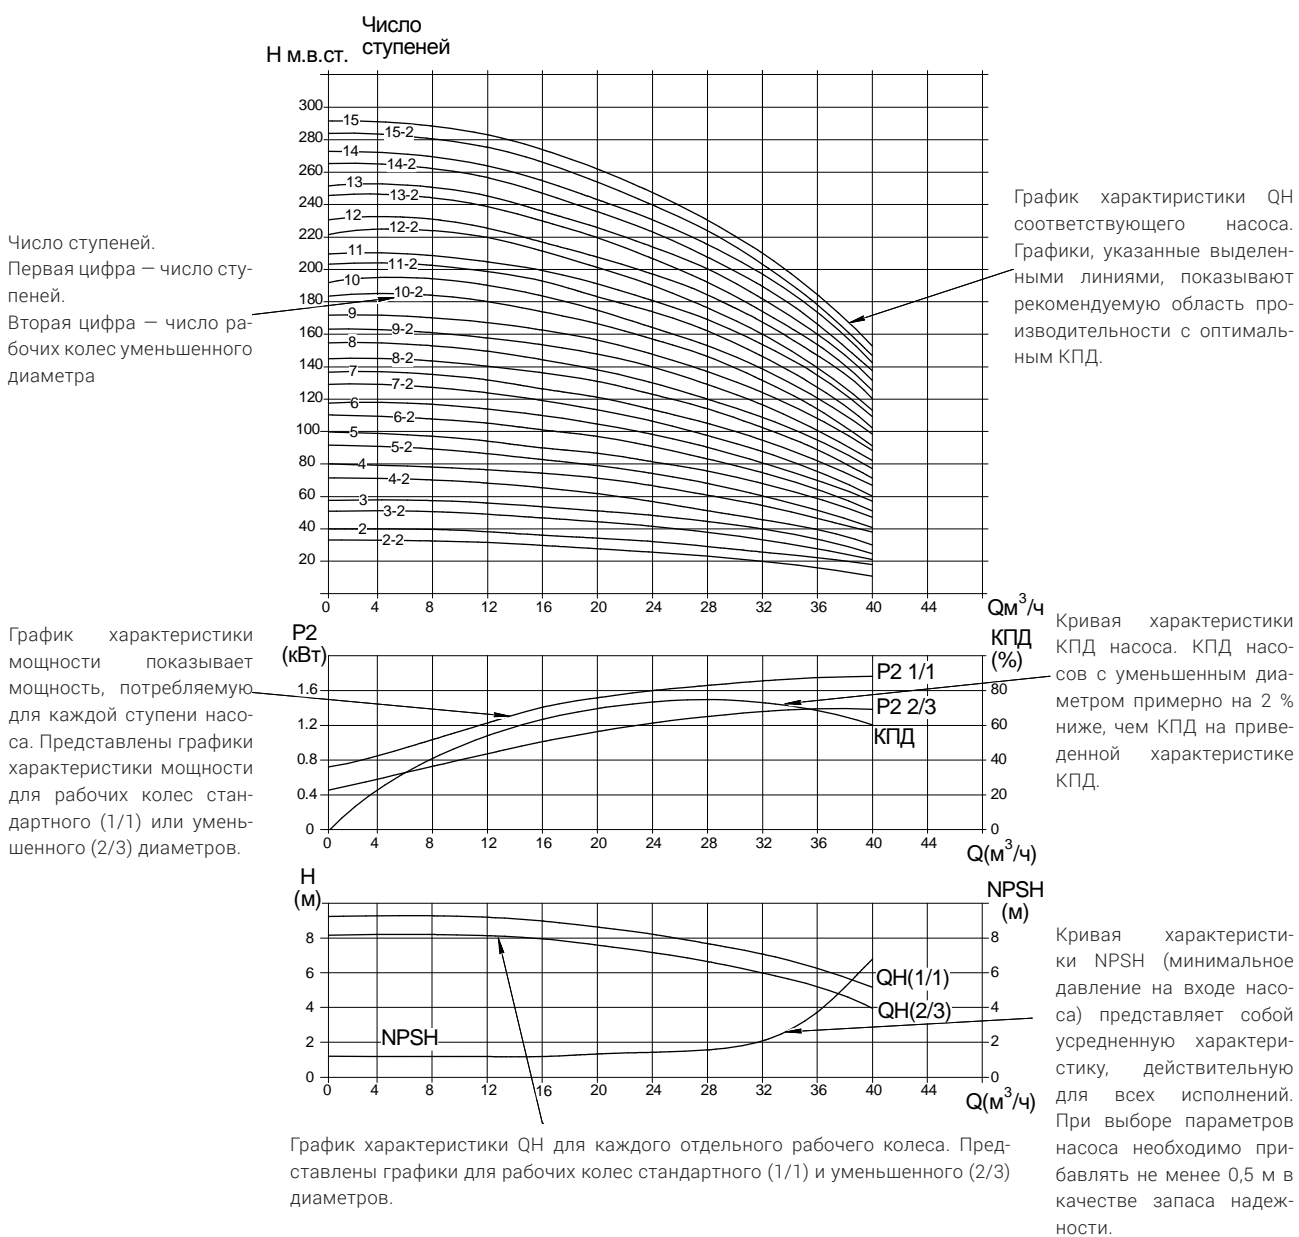 Число
ступеней
Н м.в.ст.
300
280
260
240
220
200
180
160
140
120
100
80
60
40
20
15
15-2
14
14-2
13
13-2
12
12-2
11
11-2
10
10-2
9
9-2
8
8-2
7
7-2
6
6-2
5
5-2
4
4-2
3
3-2
2
2-2
0 4 8 12 16 20 24 28 32 36 40 44
Qм³/ч
Число ступеней.
Первая цифра — число сту-
пеней.
Вторая цифра — число ра-
бочих колес уменьшенного
диаметра
График характиристики QH
соответствующего насоса.
Графики, указанные выделен-
ными линиями, показывают
рекомендуемую область про-
изводительности с оптималь-
ным КПД.
График характеристики
мощности показывает
мощность, потребляемую
для каждой ступени насо-
са. Представлены графики
характеристики мощности
для рабочих колес стан-
дартного (1/1) или умень-
шенного (2/3) диаметров.
P2
(кВт)
1.6
1.2
0.8
0.4
0
КПД
(%)
80
60
40
20
0
P2 1/1
P2 2/3
КПД
0 4 8 12 16 20 24 28 32 36 40 44
Q(м³/ч)
Кривая характеристики
КПД насоса. КПД насо-
сов с уменьшенным диа-
метром примерно на 2 %
ниже, чем КПД на приве-
денной характеристике
КПД.
Н
(м)
8
6
4
2
0
NPSH
(м)
8
6
4
2
0
QH(1/1)
QH(2/3)
NPSH
0 4 8 12 16 20 24 28 32 36 40 44
Q(м³/ч)
Кривая характеристи-
ки NPSH (минимальное
давление на входе насо-
са) представляет собой
усредненную характери-
стику, действительную
для всех исполнений.
При выборе параметров
насоса необходимо при-
бавлять не менее 0,5 м в
качестве запаса надеж-
ности.
График характеристики QH для каждого отдельного рабочего колеса. Пред-
ставлены графики для рабочих колес стандартного (1/1) и уменьшенного (2/3)
диаметров.